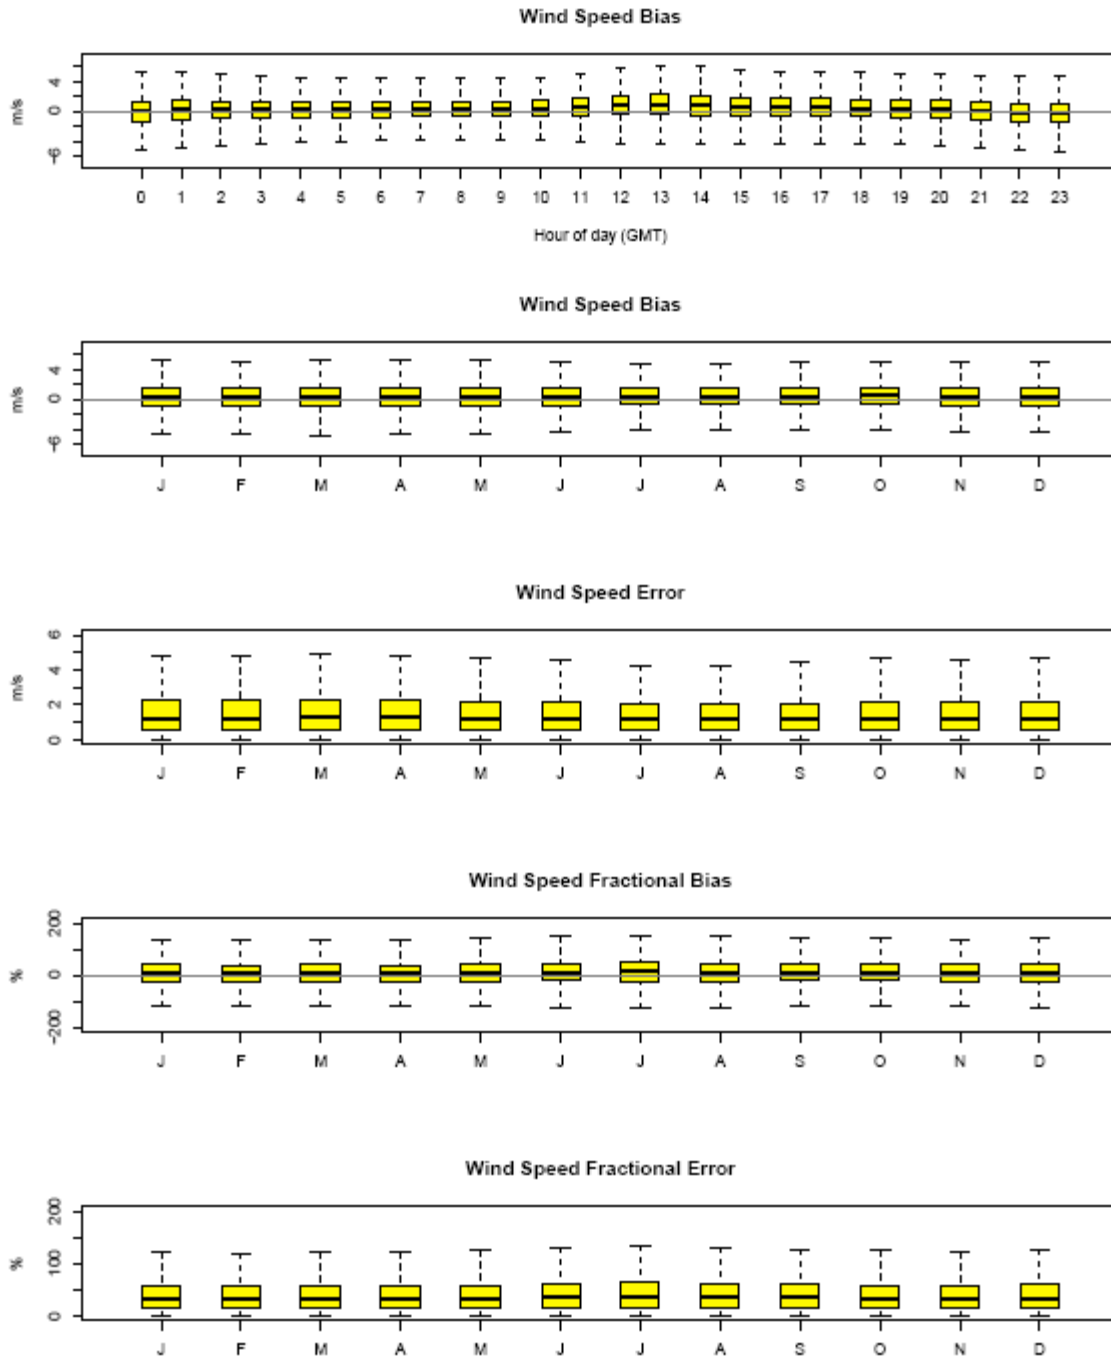 Wind Speed Bias
4
0
-6
m/s
0 1 2 3 4 5 6 7 8 9 10 11 12 13 14 15 16 17 18 19 20 21 22 23
Hour of day (GMT)
Wind Speed Bias
4
0
-6
m/s
J F M A M J J A S O N D
Wind Speed Error
6
4
2
0
m/s
J F M A M J J A S O N D
Wind Speed Fractional Bias
200
0
-200
%
J F M A M J J A S O N D
Wind Speed Fractional Error
200
100
0
%
J F M A M J J A S O N D